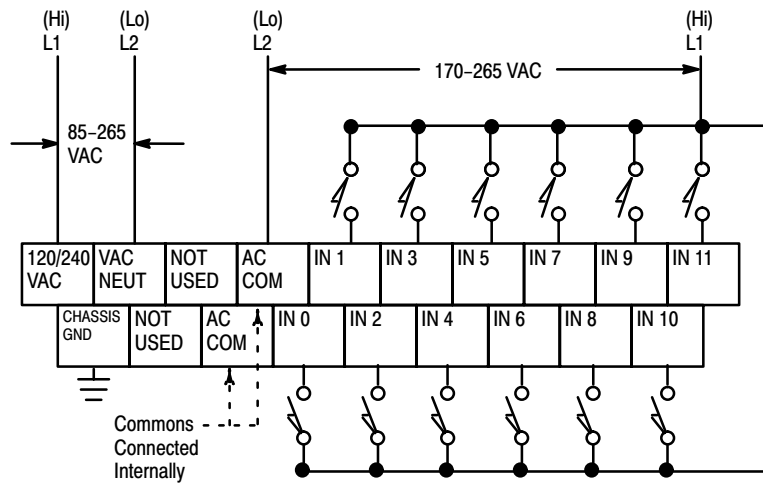 (Hi) (Lo) (Lo) (Hi)
L1 L2 L2 L1
170–265 VAC
85–265
VAC
120/240
VAC
VAC
NEUT
NOT
USED
AC
COM
IN 1
IN 3
IN 5
IN 7
IN 9
IN 11
CHASSIS
GND
NOT
USED
AC
COM
IN 0
IN 2
IN 4
IN 6
IN 8
IN 10
Commons
Connected
Internally